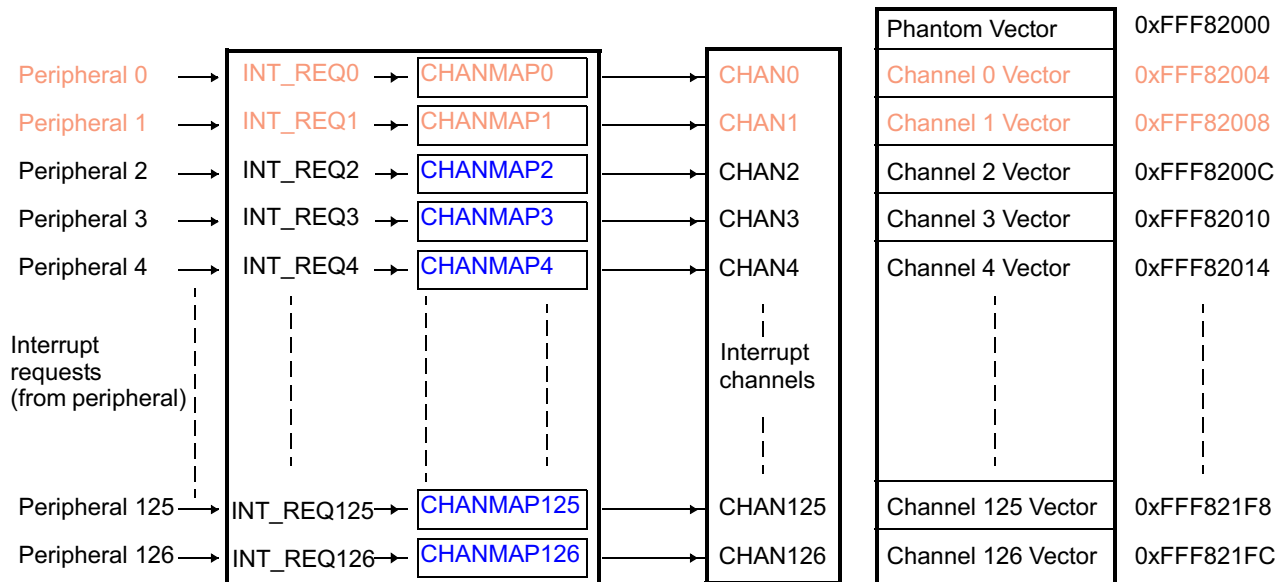 Phantom Vector 0xFFF82000
Peripheral 0 INT_REQ0 CHANMAP0 CHAN0 Channel 0 Vector 0xFFF82004
Peripheral 1 INT_REQ1 CHANMAP1 CHAN1 Channel 1 Vector 0xFFF82008
Peripheral 2 INT_REQ2 CHANMAP2 CHAN2 Channel 2 Vector 0xFFF8200C
Peripheral 3 INT_REQ3 CHANMAP3 CHAN3 Channel 3 Vector 0xFFF82010
Peripheral 4 INT_REQ4 CHANMAP4 CHAN4 Channel 4 Vector 0xFFF82014
Interrupt
requests
(from peripheral)
Interrupt
channels
Peripheral 125 INT_REQ125 CHANMAP125 CHAN125 Channel 125 Vector 0xFFF821F8
Peripheral 126 INT_REQ126 CHANMAP126 CHAN126 Channel 126 Vector 0xFFF821FC